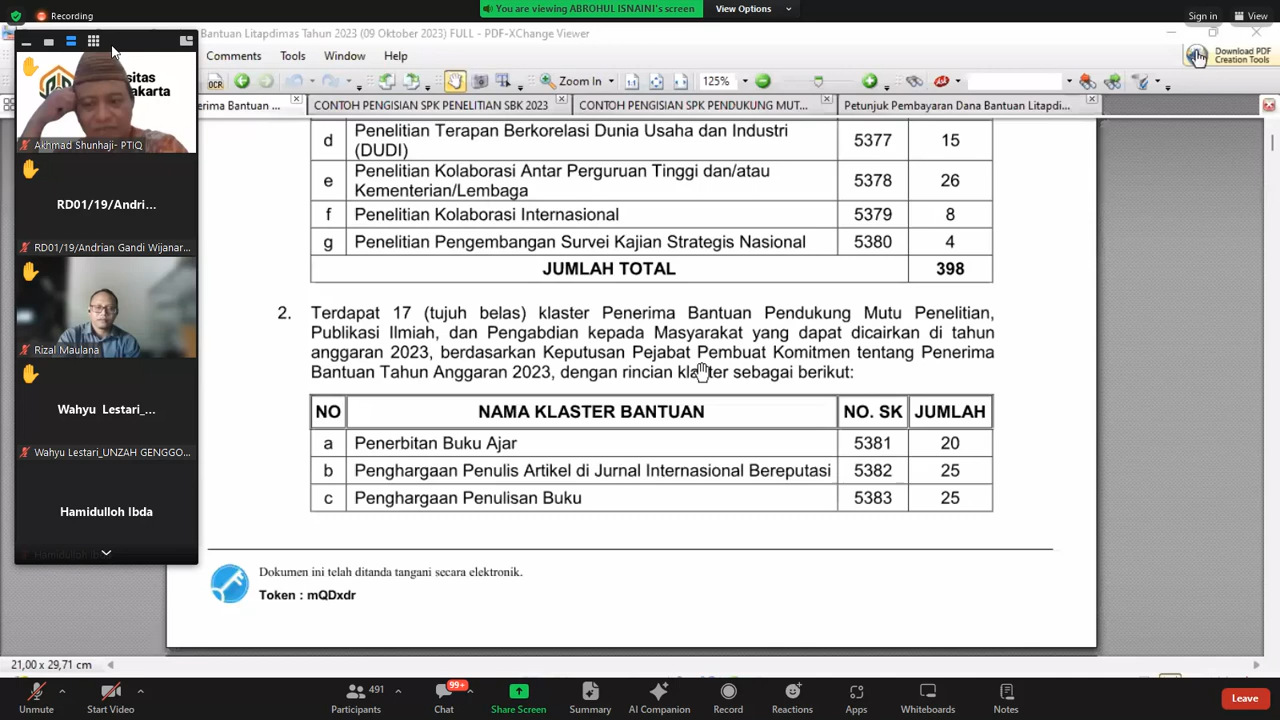 Recording
You are viewing ABROHUL ISNAINI's screen
View Options
Sign in
View
Bantuan Litapdimas Tahun 2023 (09 Oktober 2023) FULL - PDF-XChange Viewer
Comments Tools Window Help
Download PDF
Creation Tools
OCR
Zoom In
125%
erima Bantuan ...
CONTOH PENGISIAN SPK PENELITIAN SBK 2023
CONTOH PENGISIAN SPK PENDUKUNG MUT...
Petunjuk Pembayaran Dana Bantuan Litapdi...
sitas
akarta
Akhmad Shunhaji- PTIQ
RD01/19/Andri...
RD01/19/Andrian Gandi Wijanar...
Rizal Maulana
Wahyu Lestari_...
Wahyu Lestari_UNZAH GENGGO...
Hamidulloh Ibda
d Penelitian Terapan Berkorelasi Dunia Usaha dan Industri (DUDI) 5377 15
e Penelitian Kolaborasi Antar Perguruan Tinggi dan/atau Kementerian/Lembaga 5378 26
f Penelitian Kolaborasi Internasional 5379 8
g Penelitian Pengembangan Survei Kajian Strategis Nasional 5380 4
JUMLAH TOTAL 398
2. Terdapat 17 (tujuh belas) klaster Penerima Bantuan Pendukung Mutu Penelitian,
Publikasi Ilmiah, dan Pengabdian kepada Masyarakat yang dapat dicairkan di tahun
anggaran 2023, berdasarkan Keputusan Pejabat Pembuat Komitmen tentang Penerima
Bantuan Tahun Anggaran 2023, dengan rincian klaster sebagai berikut:
NO NAMA KLASTER BANTUAN NO. SK JUMLAH
a Penerbitan Buku Ajar 5381 20
b Penghargaan Penulis Artikel di Jurnal Internasional Bereputasi 5382 25
c Penghargaan Penulisan Buku 5383 25
Dokumen ini telah ditanda tangani secara elektronik.
Token : mQDxdr
21,00 x 29,71 cm
Unmute
Start Video
491
Participants
99+
Chat
Share Screen
Summary
AI Companion
Record
Reactions
Apps
Whiteboards
Notes
Leave